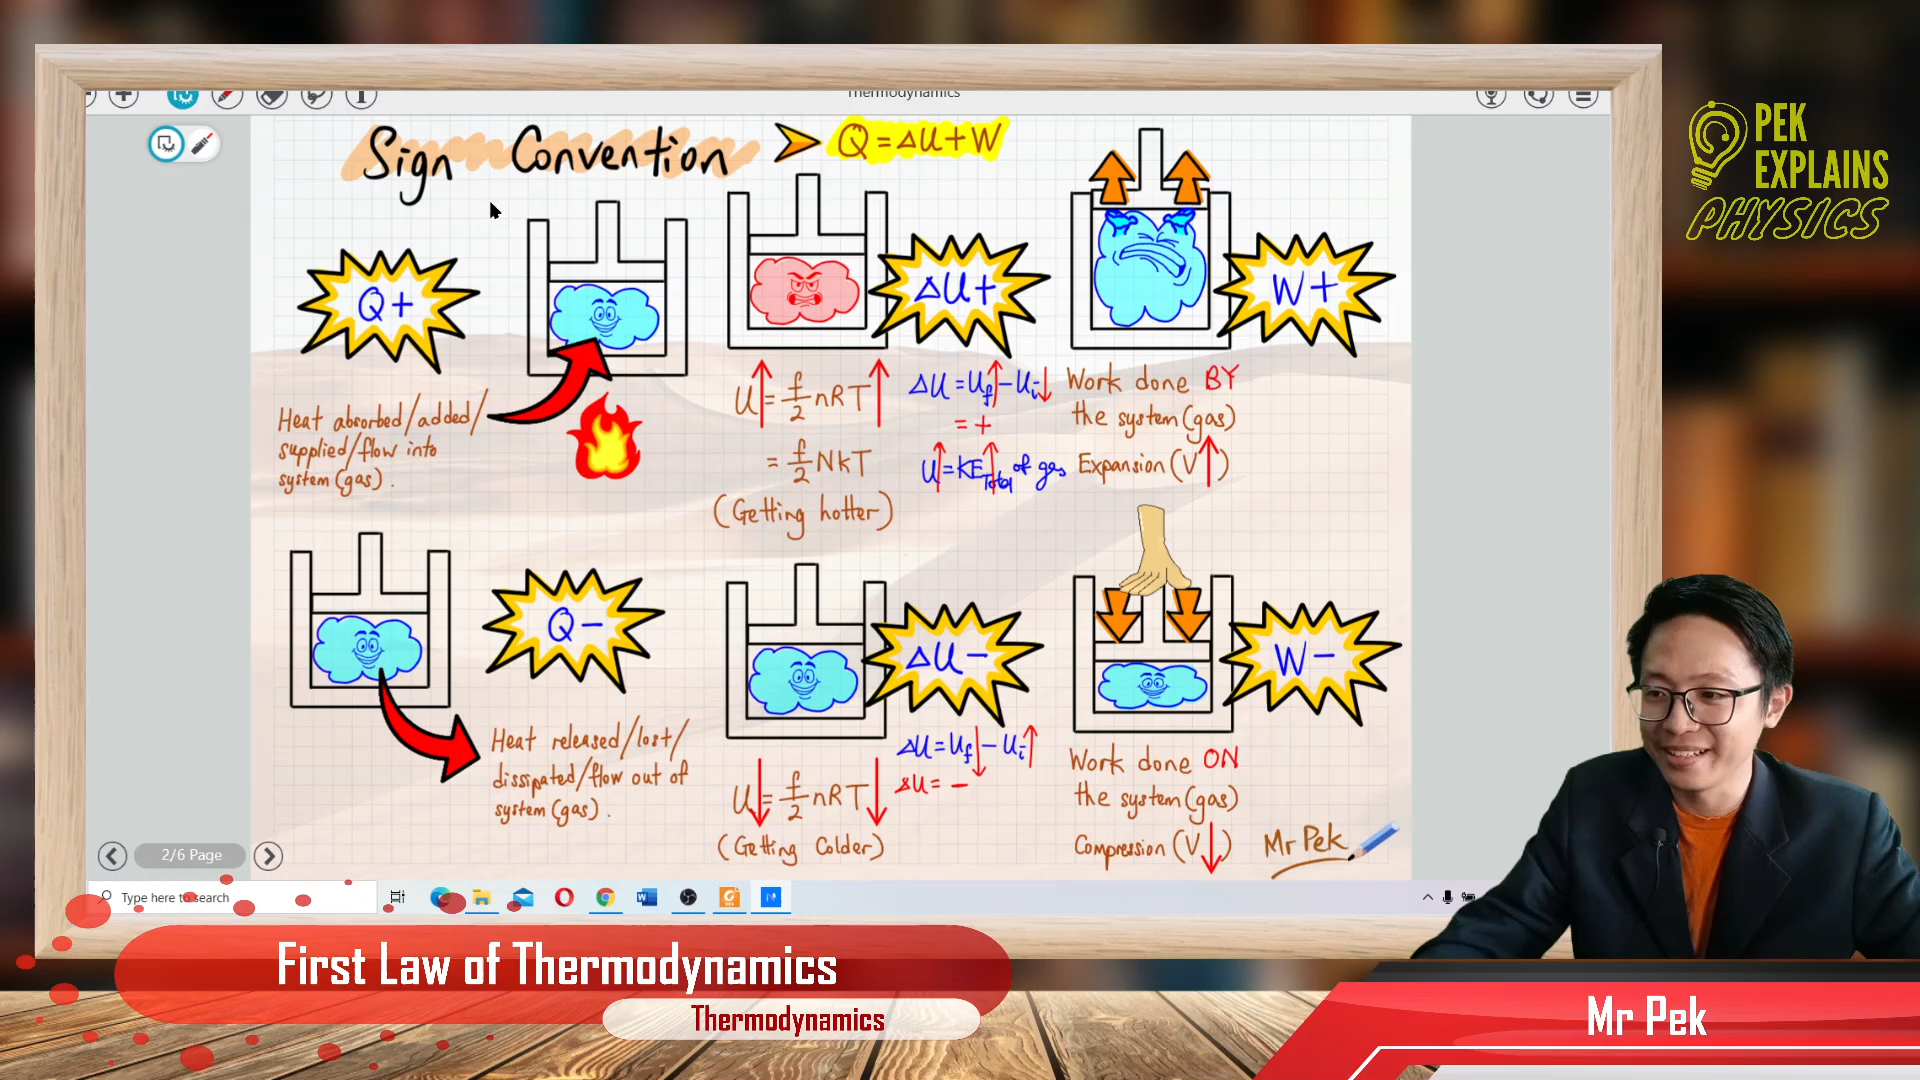 Thermodynamics
Sign Convention
Q = ΔU + W
PEK
EXPLAINS
PHYSICS
Q+
ΔU+
W+
Heat absorbed/added/
supplied/flow into
system (gas).
U = f/2 nRT
= f/2 NkT
(Getting hotter)
ΔU = Uf - Ui
= +
U = KE Total of gas
Work done BY
the system (gas)
Expansion (V↑)
Q-
ΔU-
W-
Heat released/lost/
dissipated/flow out of
system (gas).
U = f/2 nRT
(Getting Colder)
ΔU = Uf - Ui
ΔU = -
Work done ON
the system (gas)
Compression (V↓)
Mr Pek
2/6 Page
Type here to search
First Law of Thermodynamics
Thermodynamics
Mr Pek